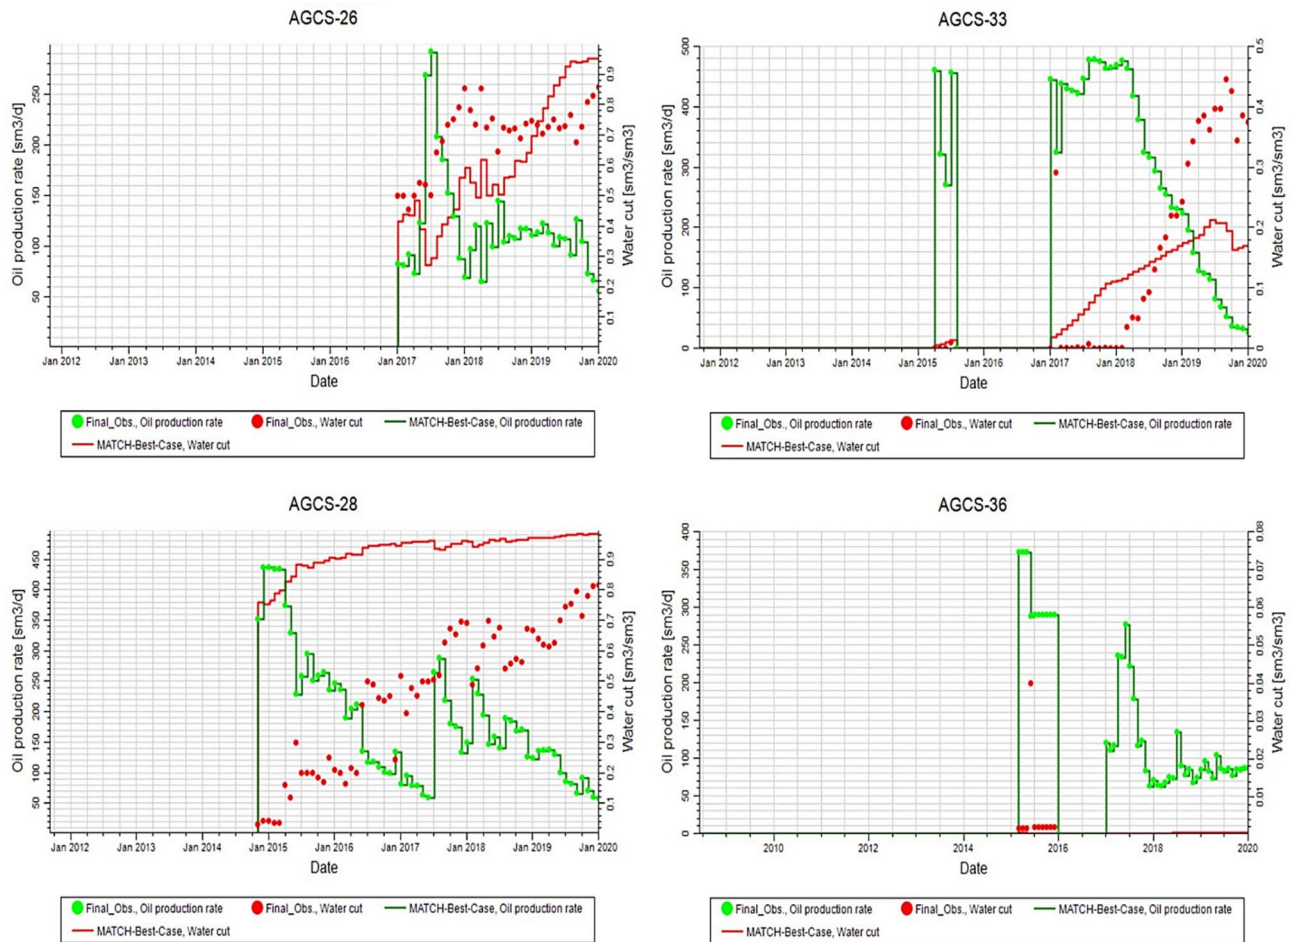 AGCS-26
Oil production rate [sm3/d]
50 100 150 200 250
Water cut [sm3/sm3]
0.1 0.2 0.3 0.4 0.5 0.6 0.7 0.8 0.9
Jan 2012 Jan 2013 Jan 2014 Jan 2015 Jan 2016 Jan 2017 Jan 2018 Jan 2019 Jan 2020
Date
Final_Obs., Oil production rate Final_Obs., Water cut MATCH-Best-Case, Oil production rate
MATCH-Best-Case, Water cut
AGCS-33
Oil production rate [sm3/d]
0 100 200 300 400 500
Water cut [sm3/sm3]
0 0.1 0.2 0.3 0.4 0.5
Jan 2012 Jan 2013 Jan 2014 Jan 2015 Jan 2016 Jan 2017 Jan 2018 Jan 2019 Jan 2020
Date
Final_Obs., Oil production rate Final_Obs., Water cut MATCH-Best-Case, Oil production rate
MATCH-Best-Case, Water cut
AGCS-28
Oil production rate [sm3/d]
50 100 150 200 250 300 350 400 450
Water cut [sm3/sm3]
0.1 0.2 0.3 0.4 0.5 0.6 0.7 0.8 0.9
Jan 2012 Jan 2013 Jan 2014 Jan 2015 Jan 2016 Jan 2017 Jan 2018 Jan 2019 Jan 2020
Date
Final_Obs., Oil production rate Final_Obs., Water cut MATCH-Best-Case, Oil production rate
MATCH-Best-Case, Water cut
AGCS-36
Oil production rate [sm3/d]
0 50 100 150 200 250 300 350 400
Water cut [sm3/sm3]
0 0.01 0.02 0.03 0.04 0.05 0.06 0.07 0.08
2010 2012 2014 2016 2018 2020
Date
Final_Obs., Oil production rate Final_Obs., Water cut MATCH-Best-Case, Oil production rate
MATCH-Best-Case, Water cut